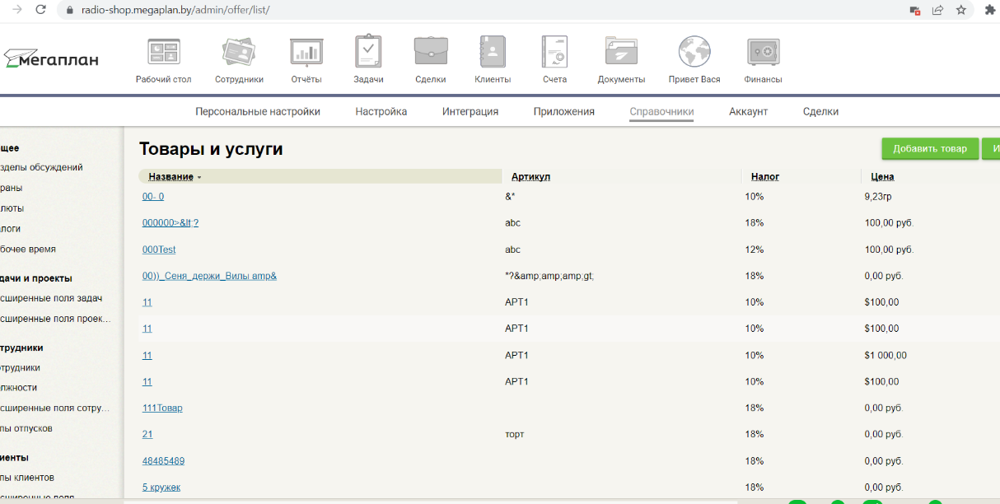 radio-shop.megaplan.by/admin/offer/list/
мегаплан
Рабочий стол Сотрудники Отчёты Задачи Сделки Клиенты Счета Документы Привет Вася Финансы
Персональные настройки Настройка Интеграция Приложения Справочники Аккаунт Сделки
щее
зделы обсуждений
раны
люты
логи
бочее время
дачи и проекты
сширенные поля задач
сширенные поля проек...
трудники
трудники
лжности
сширенные поля сотру...
пы отпусков
иенты
пы клиентов
сширенные поля
Товары и услуги
Добавить товар И
Название Артикул Налог Цена
00- 0 &* 10% 9,23гр
000000>&lt;? abc 18% 100,00 руб.
000Test abc 12% 100,00 руб.
00))_Сеня_держи_Вилы amp& *?&amp;amp;amp;gt; 18% 0,00 руб.
11 АРТ1 10% $100,00
11 АРТ1 10% $100,00
11 АРТ1 10% $1 000,00
11 АРТ1 10% $100,00
111Товар 18% 0,00 руб.
21 торт 18% 0,00 руб.
48485489 18% 0,00 руб.
5 кружек 18% 0,00 руб.